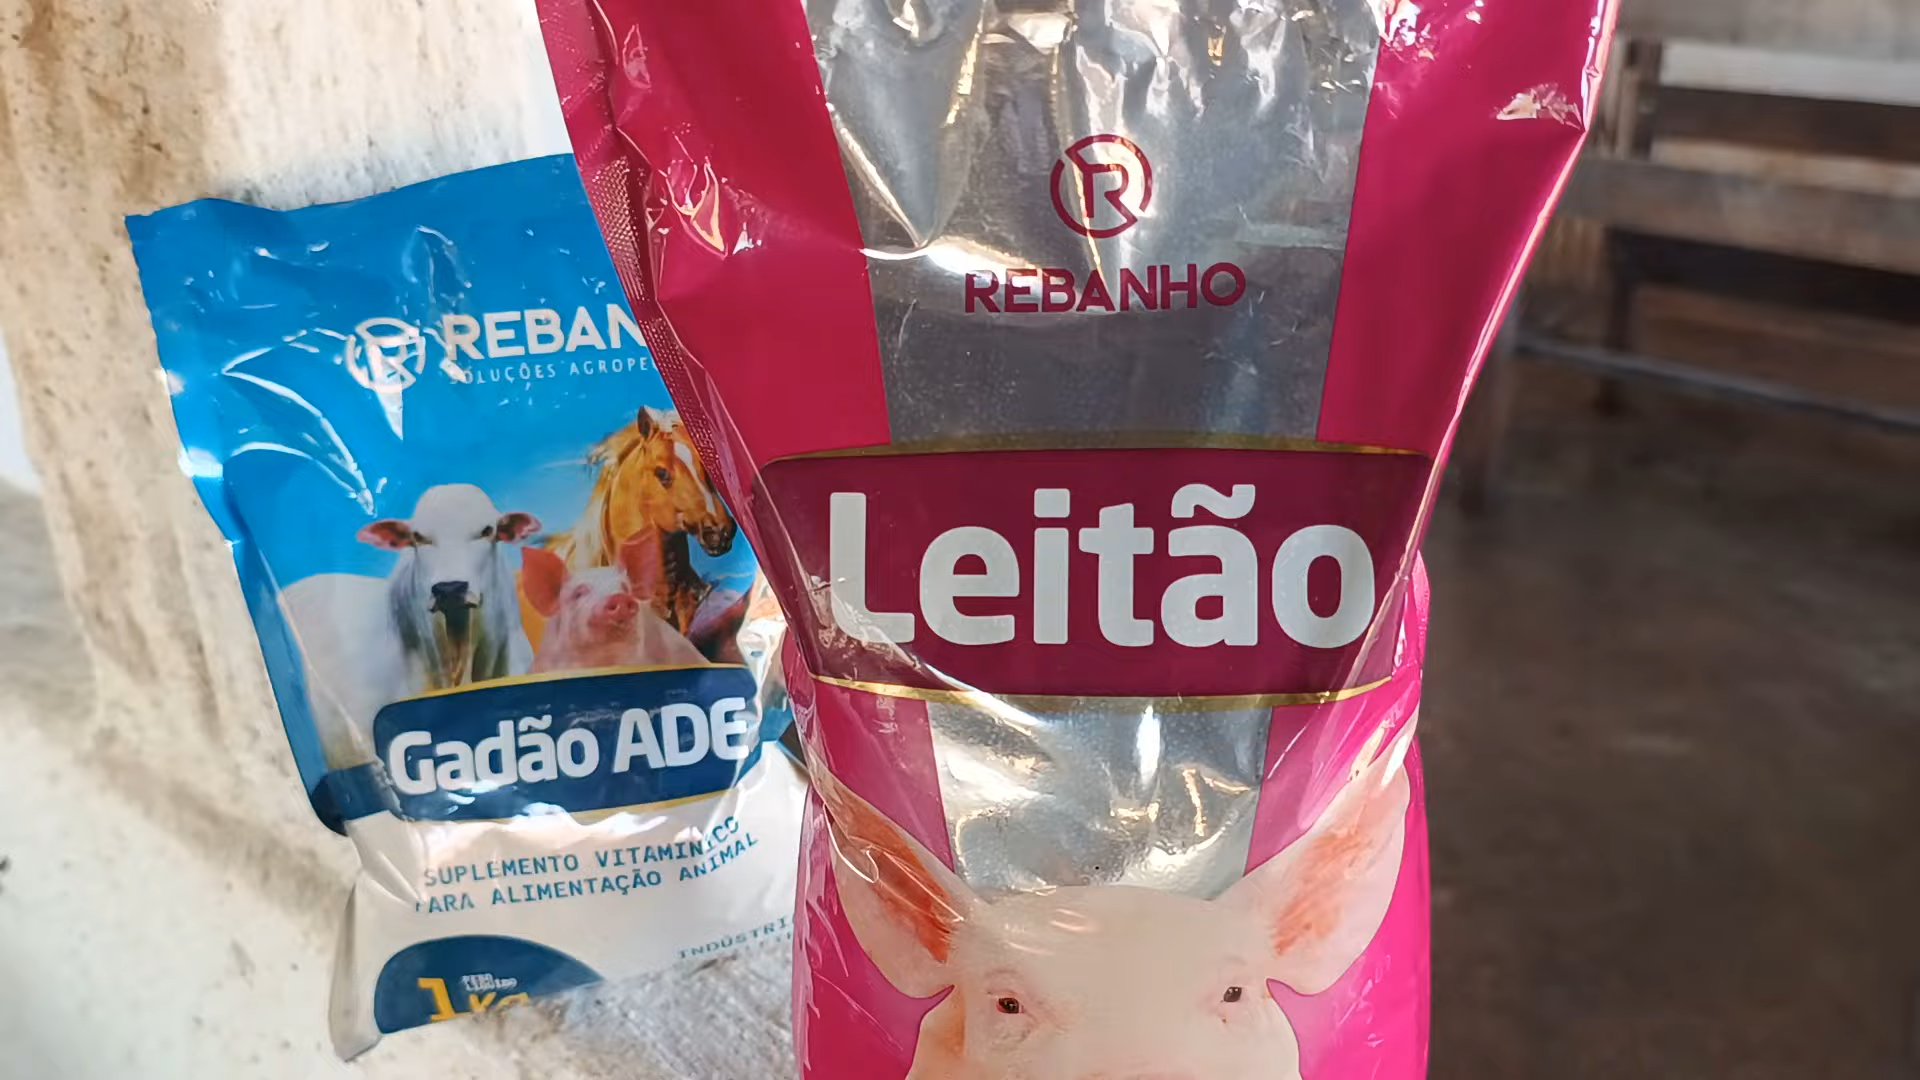 REBAN
SOLUÇÕES AGROPE
Gadão ADE
SUPLEMENTO VITAMINICO
PARA ALIMENTAÇÃO ANIMAL
INDÚSTRI
1kg
R
REBANHO
Leitão